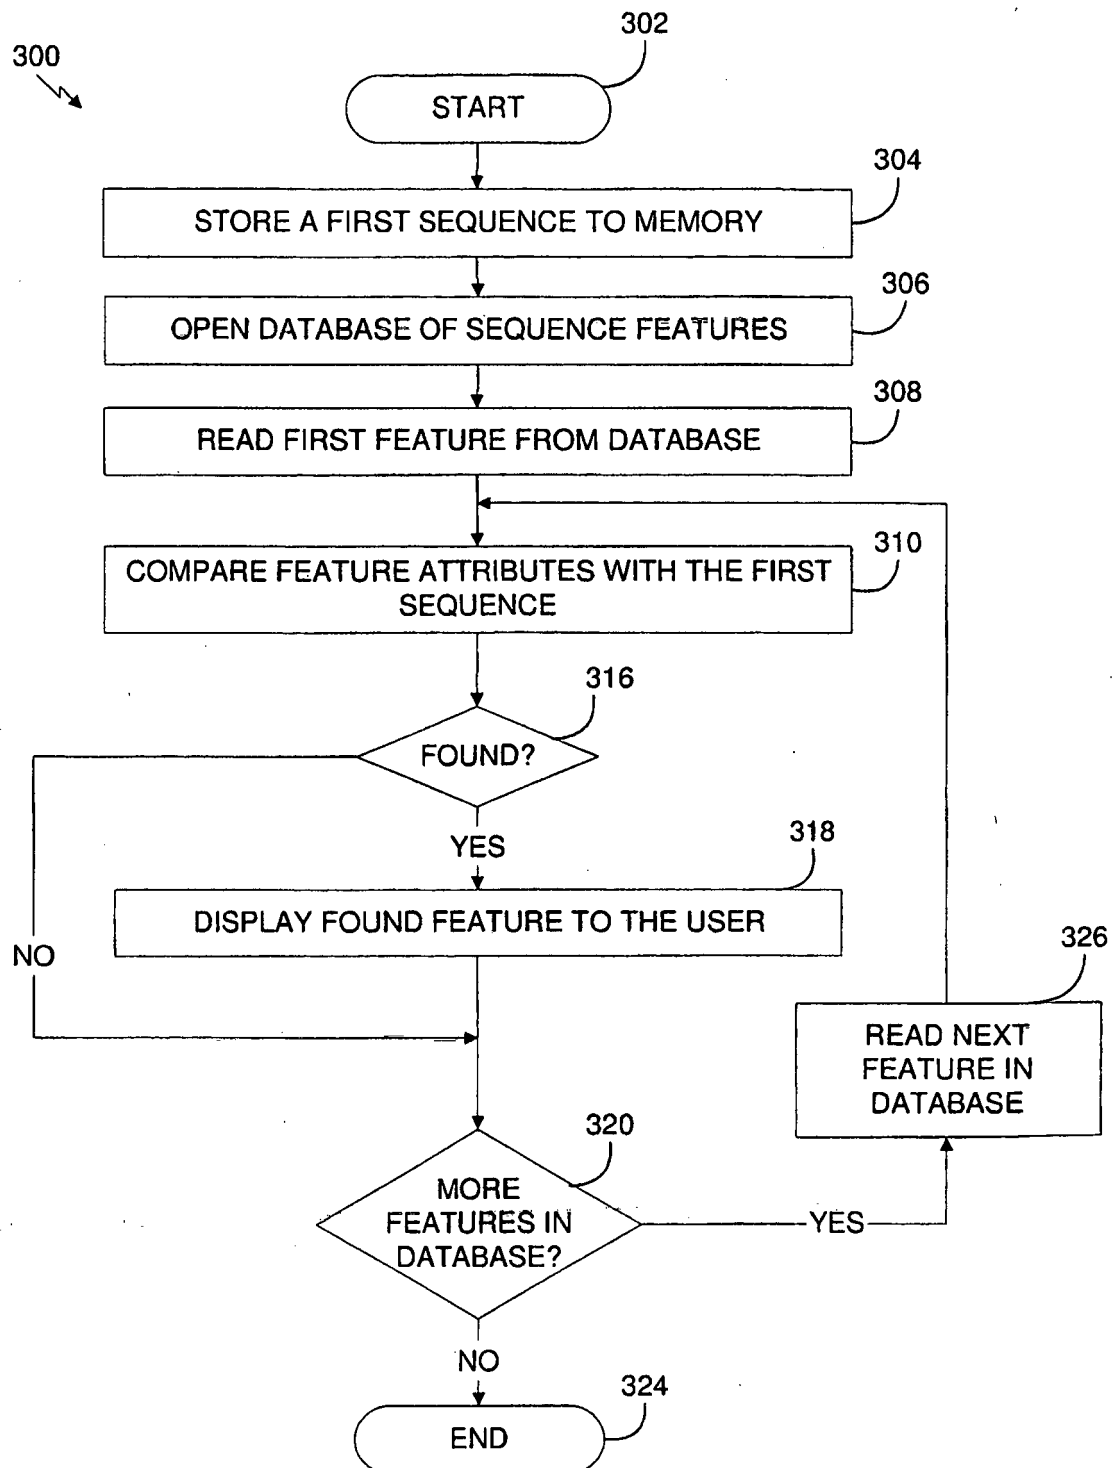 300
302
START
304
STORE A FIRST SEQUENCE TO MEMORY
306
OPEN DATABASE OF SEQUENCE FEATURES
308
READ FIRST FEATURE FROM DATABASE
310
COMPARE FEATURE ATTRIBUTES WITH THE FIRST
SEQUENCE
316
FOUND?
YES
318
DISPLAY FOUND FEATURE TO THE USER
NO
326
READ NEXT
FEATURE IN
DATABASE
320
MORE
FEATURES IN
DATABASE?
YES
NO
324
END